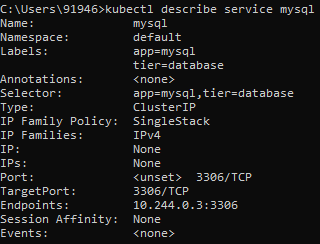 C:\Users\91946>kubectl describe service mysql
Name:              mysql
Namespace:         default
Labels:            app=mysql
                   tier=database
Annotations:       <none>
Selector:          app=mysql,tier=database
Type:              ClusterIP
IP Family Policy:  SingleStack
IP Families:       IPv4
IP:                None
IPs:               None
Port:              <unset>  3306/TCP
TargetPort:        3306/TCP
Endpoints:         10.244.0.3:3306
Session Affinity:  None
Events:            <none>